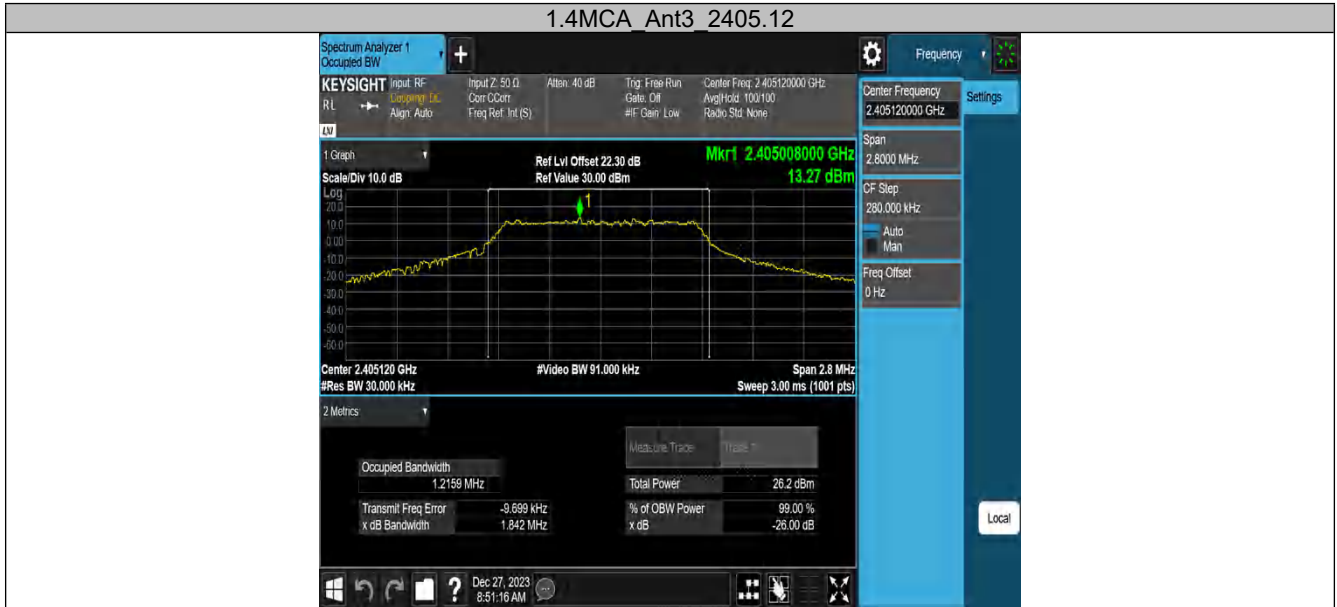 1.4MCA_Ant3_2405.12
Spectrum Analyzer 1
Occupied BW
+
Frequency
KEYSIGHT
RL
LXI
Input: RF
Coupling: DC
Align: Auto
Input Z: 50 Ω
Corr CCorr
Freq Ref: Int (S)
Atten: 40 dB
Trig: Free Run
Gate: Off
#IF Gain: Low
Center Freq: 2.405120000 GHz
Avg|Hold: 100/100
Radio Std: None
Center Frequency
2.405120000 GHz
Settings
Span
2.8000 MHz
CF Step
280.000 kHz
Auto
Man
Freq Offset
0 Hz
Local
1 Graph
Scale/Div 10.0 dB
Ref Lvl Offset 22.30 dB
Ref Value 30.00 dBm
Mkr1 2.405008000 GHz
13.27 dBm
Log
20.0
10.0
0.00
-10.0
-20.0
-30.0
-40.0
-50.0
-60.0
1
Center 2.405120 GHz
#Res BW 30.000 kHz
#Video BW 91.000 kHz
Span 2.8 MHz
Sweep 3.00 ms (1001 pts)
2 Metrics
Measure Trace
Trace 1
Occupied Bandwidth
1.2159 MHz
Total Power 26.2 dBm
Transmit Freq Error -9.699 kHz
% of OBW Power 99.00 %
x dB Bandwidth 1.842 MHz
x dB -26.00 dB
?
Dec 27, 2023
8:51:16 AM